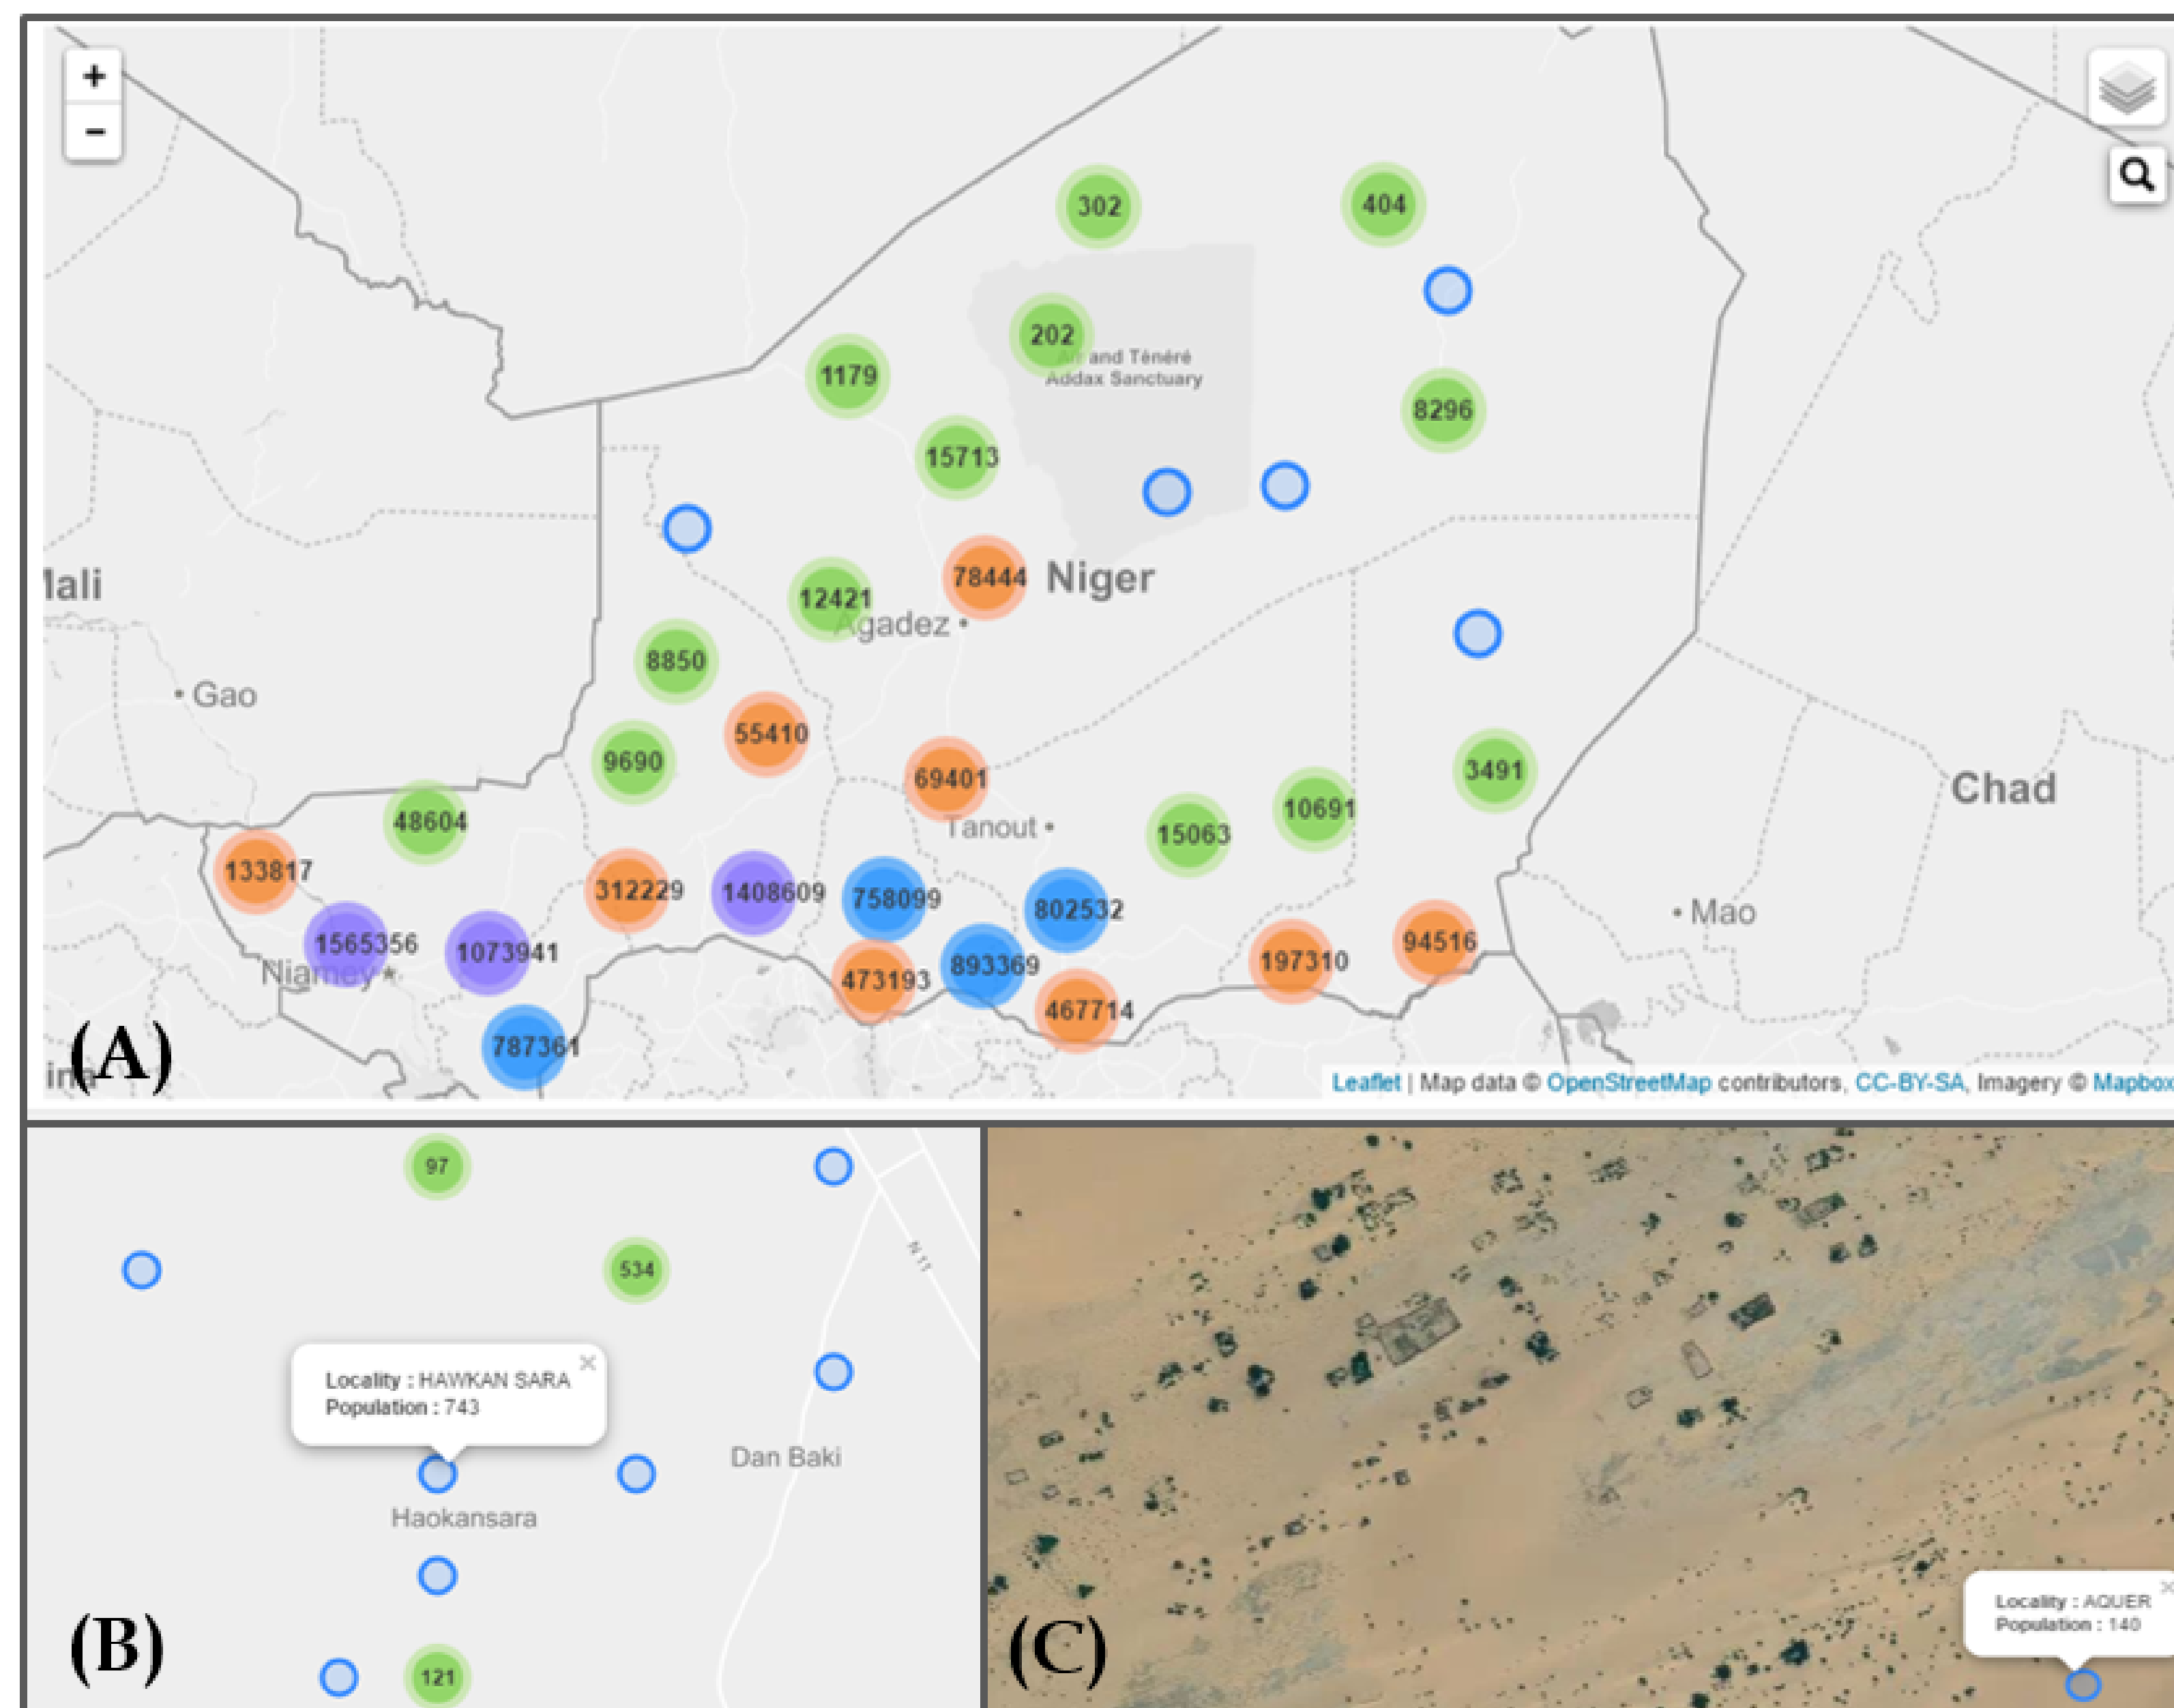 +
−
302
404
202
Aïr and Ténéré
Addax Sanctuary
1179
8296
15713
78444
Niger
12421
Agadez
Mali
8850
Gao
55410
9690
69401
3491
Chad
10691
Tanout
15063
48604
133817
312229
1408609
758099
802532
Mao
1565356
1073941
94516
Niamey
893369
197310
473193
467714
787361
(A)
ina
Leaflet | Map data © OpenStreetMap contributors, CC-BY-SA, Imagery © Mapbox
97
N 11
534
×
Locality : HAWKAN SARA
Population : 743
Dan Baki
Haokansara
(B)
121
×
Locality : AQUER
Population : 140
(C)